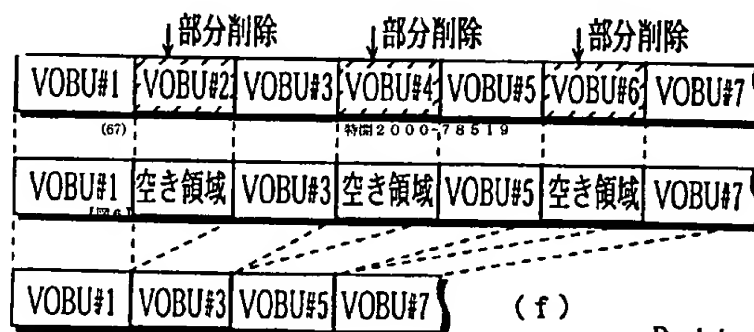 部分削除 部分削除 部分削除
VOBU#1 VOBU#2 VOBU#3 VOBU#4 VOBU#5 VOBU#6 VOBU#7
(67) 特開2000-78519
VOBU#1 空き領域 VOBU#3 空き領域 VOBU#5 空き領域 VOBU#7
【図6】
VOBU#1 VOBU#3 VOBU#5 VOBU#7 (f)